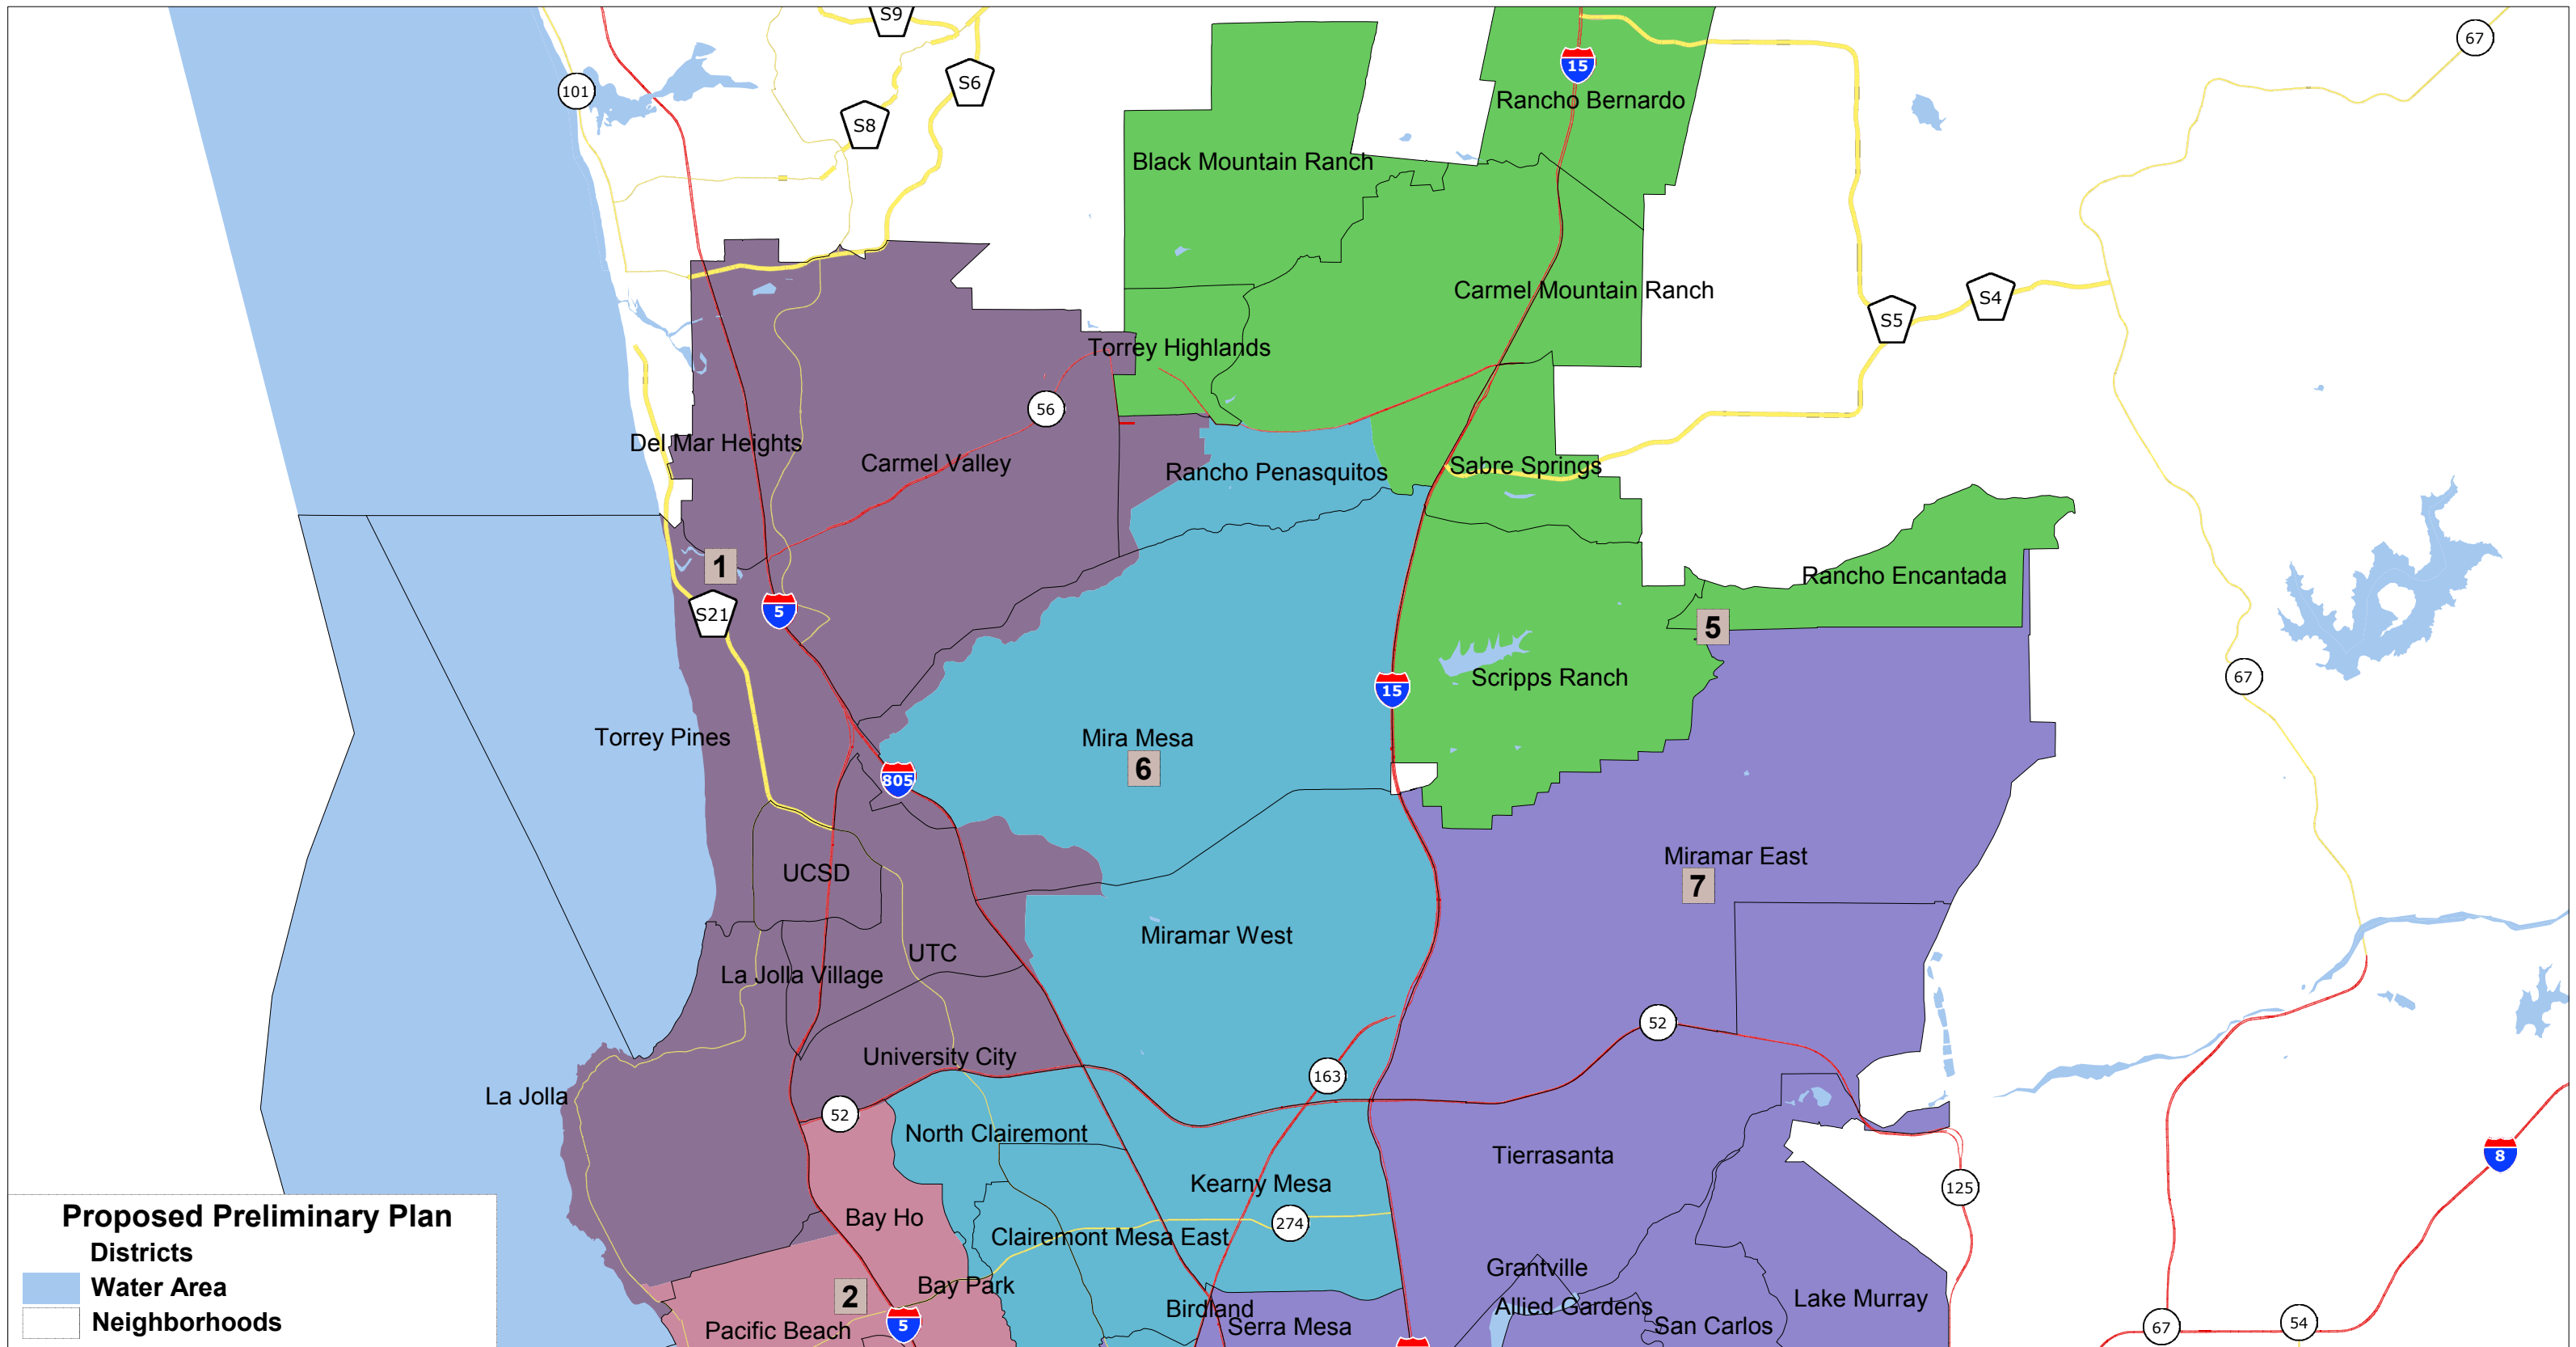 S9
67
15
S6
101
Rancho Bernardo
S8
Black Mountain Ranch
Carmel Mountain Ranch
S4
S5
Torrey Highlands
56
Del Mar Heights
Carmel Valley
Rancho Penasquitos
Sabre Springs
1
Rancho Encantada
5
S21
5
Scripps Ranch
67
15
Torrey Pines
Mira Mesa
6
805
Miramar East
UCSD
7
Miramar West
UTC
La Jolla Village
52
University City
163
La Jolla
52
North Clairemont
Tierrasanta
8
Kearny Mesa
125
Bay Ho
274
Clairemont Mesa East
Grantville
Bay Park
2
Allied Gardens
Lake Murray
Birdland
5
Pacific Beach
Serra Mesa
San Carlos
67
54
Proposed Preliminary Plan
Districts
Water Area
Neighborhoods